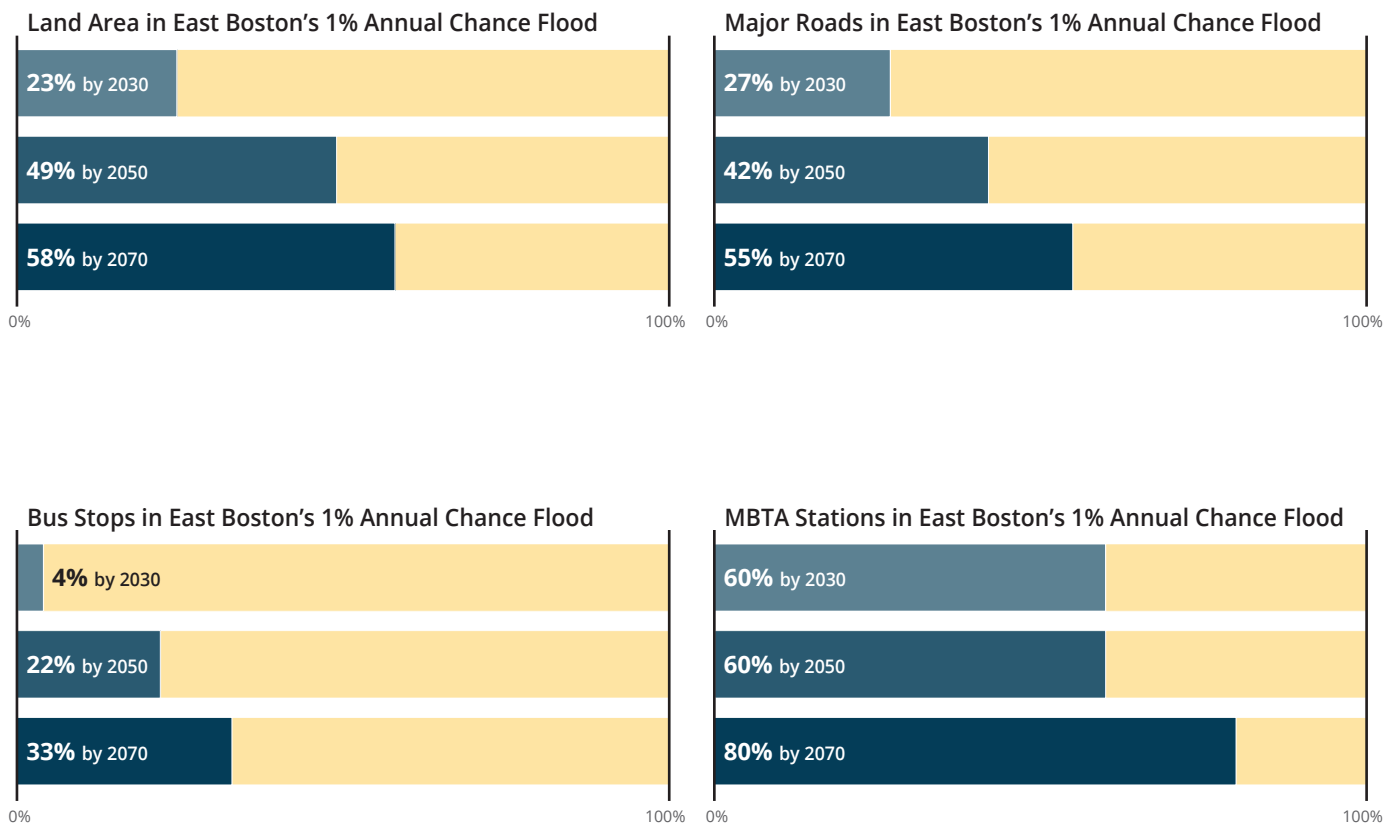 Land Area in East Boston’s 1% Annual Chance Flood
23% by 2030
49% by 2050
58% by 2070
0% 100%
Major Roads in East Boston’s 1% Annual Chance Flood
27% by 2030
42% by 2050
55% by 2070
0% 100%
Bus Stops in East Boston’s 1% Annual Chance Flood
4% by 2030
22% by 2050
33% by 2070
0% 100%
MBTA Stations in East Boston’s 1% Annual Chance Flood
60% by 2030
60% by 2050
80% by 2070
0% 100%